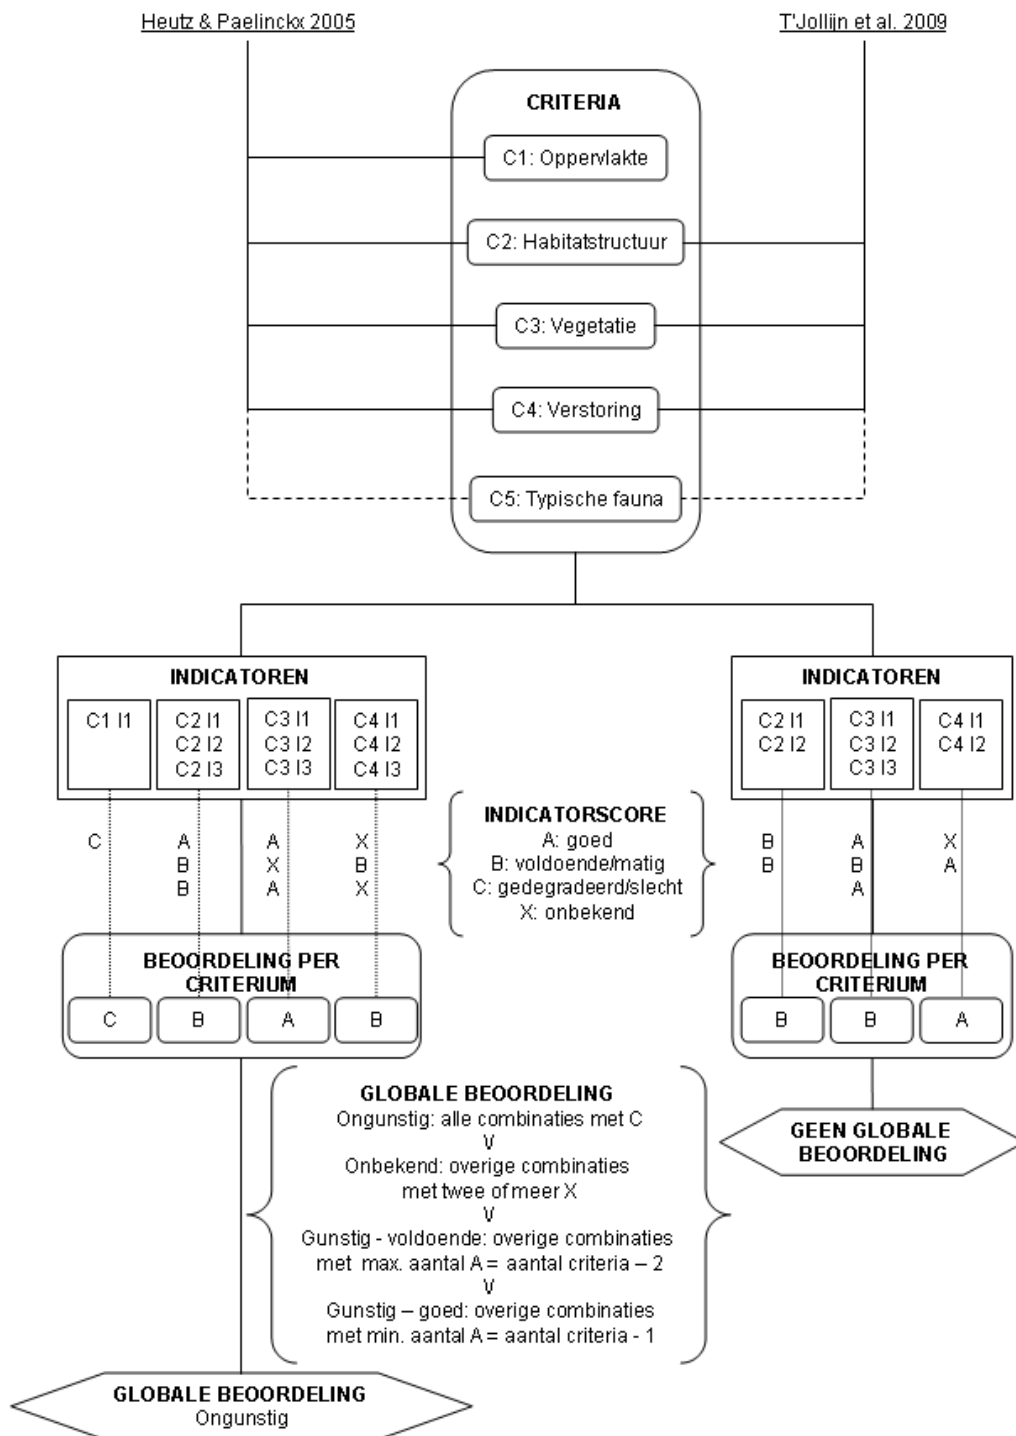 Heutz & Paelinckx 2005
T'Jollijn et al. 2009
CRITERIA
C1: Oppervlakte
C2: Habitatstructuur
C3: Vegetatie
C4: Verstoring
C5: Typische fauna
INDICATOREN
C1 I1
C2 I1
C2 I2
C2 I3
C3 I1
C3 I2
C3 I3
C4 I1
C4 I2
C4 I3
INDICATOREN
C2 I1
C2 I2
C3 I1
C3 I2
C3 I3
C4 I1
C4 I2
C
A
B
B
A
X
A
X
B
X
INDICATORSCORE
A: goed
B: voldoende/matig
C: gedegradeerd/slecht
X: onbekend
B
B
A
B
A
X
A
BEOORDELING PER
CRITERIUM
C
B
A
B
BEOORDELING PER
CRITERIUM
B
B
A
GLOBALE BEOORDELING
Ongunstig: alle combinaties met C
V
Onbekend: overige combinaties
met twee of meer X
V
Gunstig - voldoende: overige combinaties
met max. aantal A = aantal criteria – 2
V
Gunstig – goed: overige combinaties
met min. aantal A = aantal criteria - 1
GEEN GLOBALE
BEOORDELING
GLOBALE BEOORDELING
Ongunstig